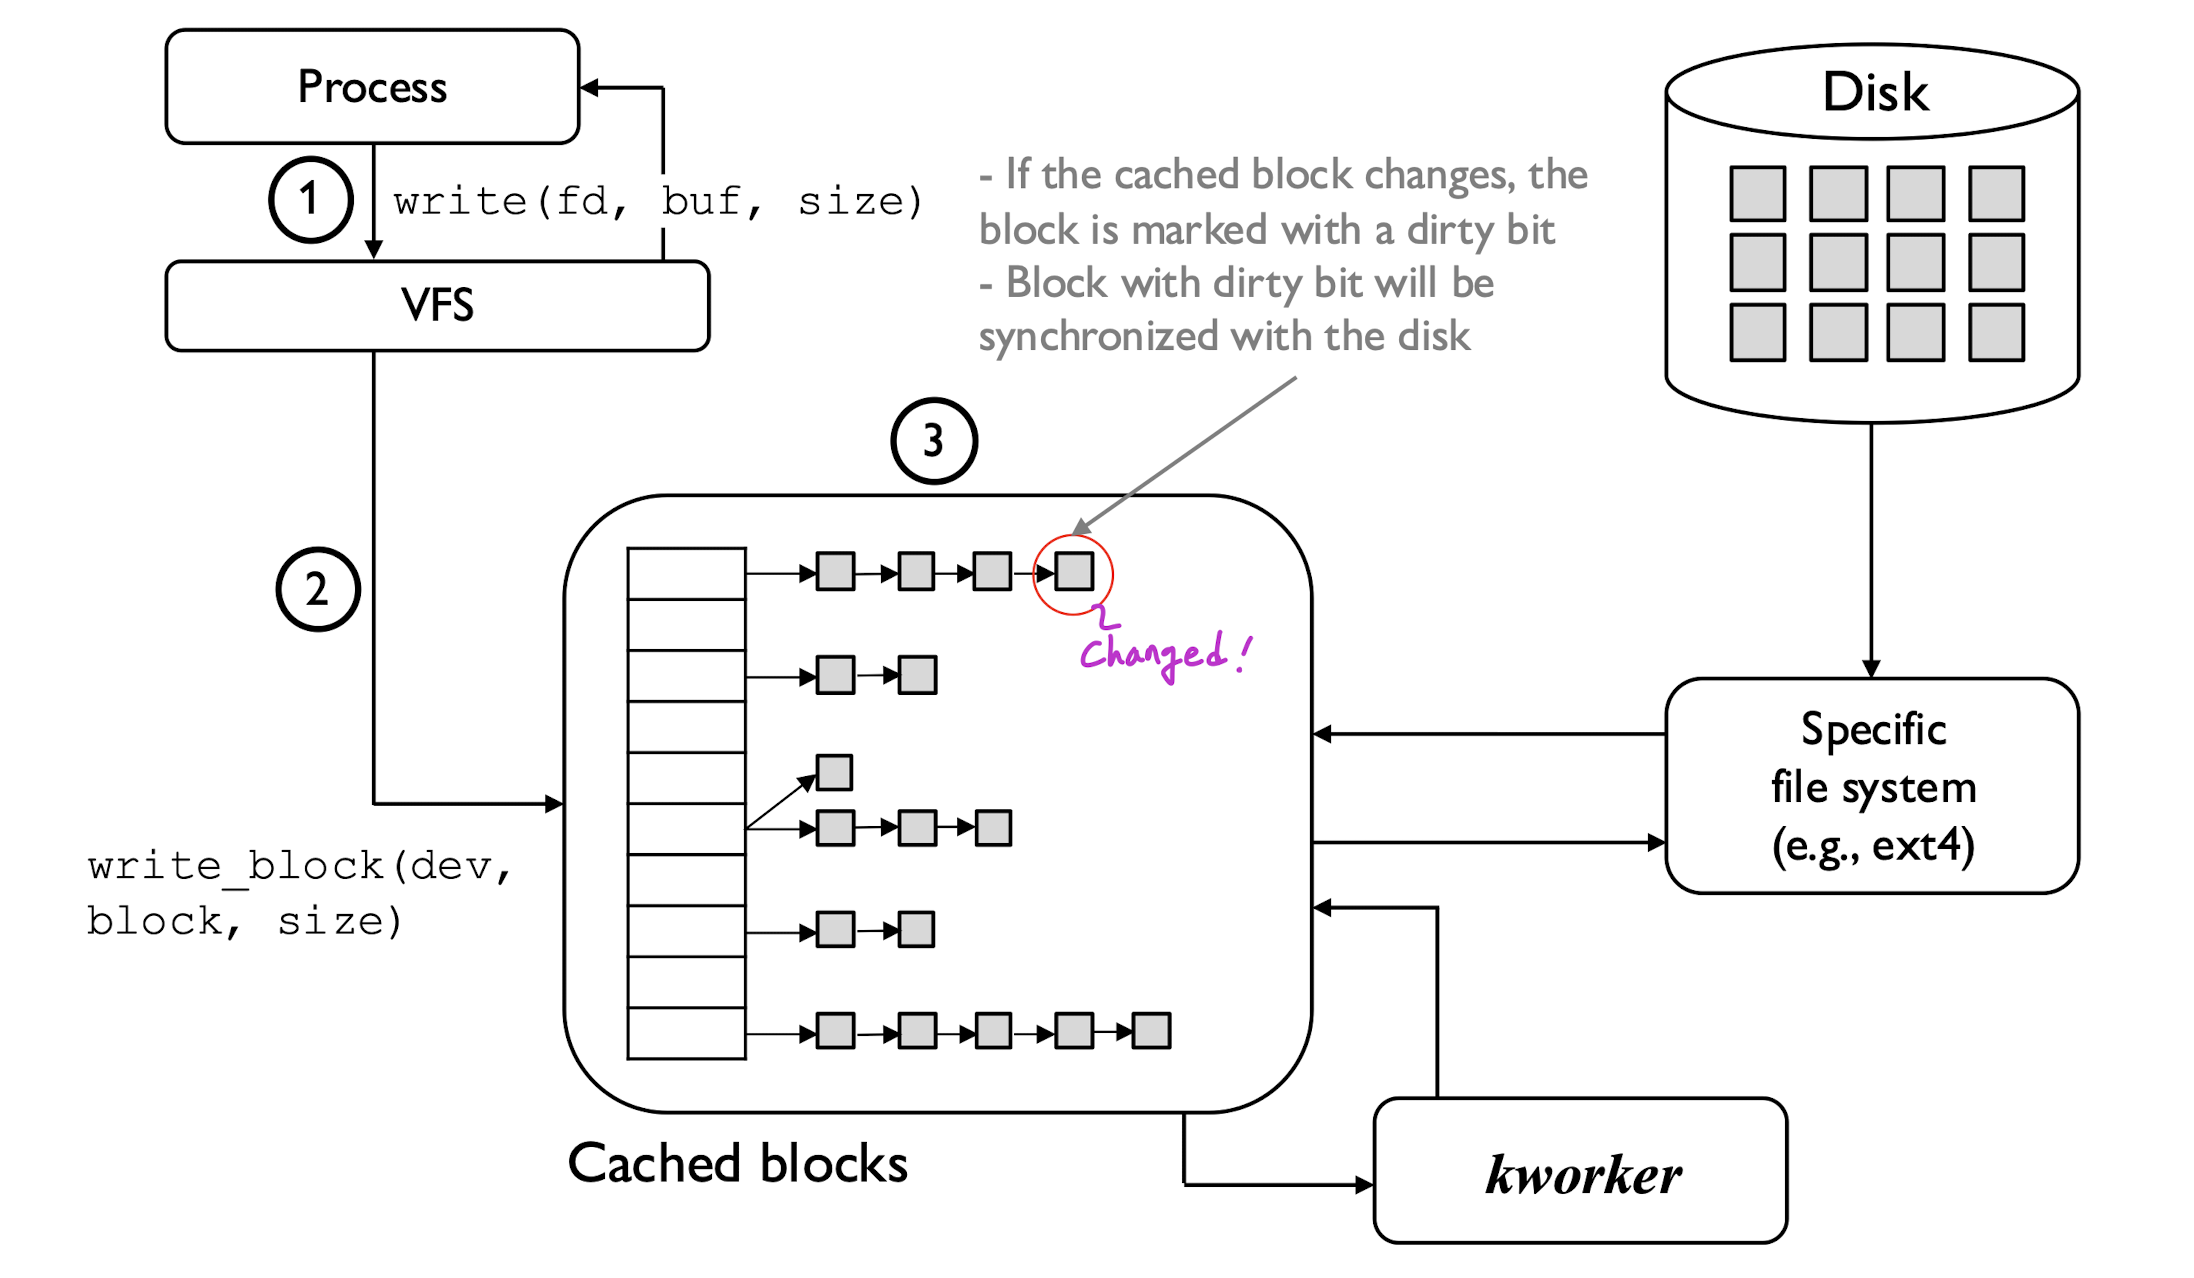 Process
Disk
1
write(fd, buf, size)
- If the cached block changes, the
block is marked with a dirty bit
- Block with dirty bit will be
synchronized with the disk
VFS
3
2
changed!
Specific
file system
(e.g., ext4)
write_block(dev,
block, size)
Cached blocks
kworker